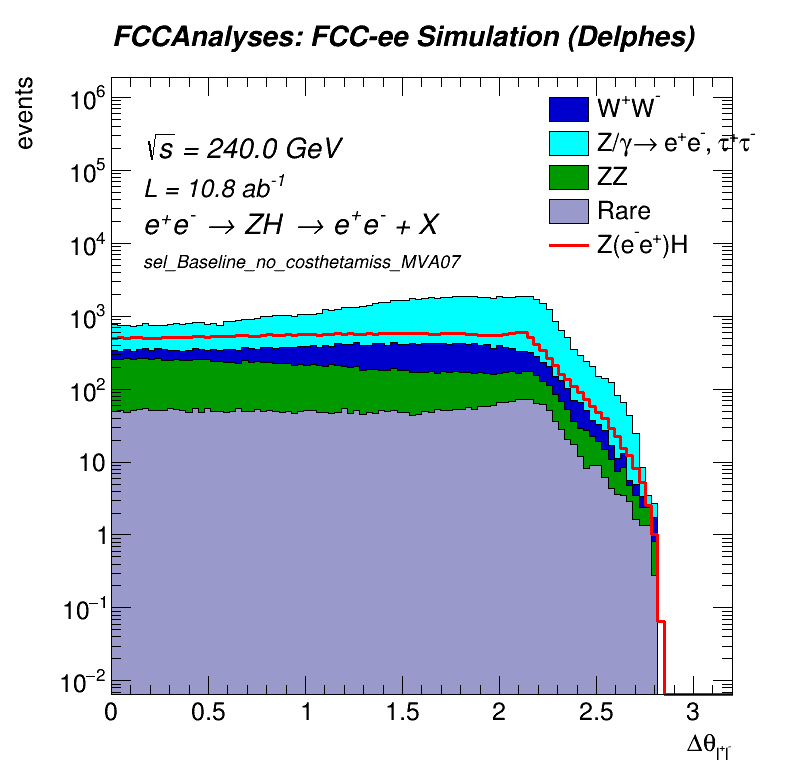 FCCAnalyses: FCC-ee Simulation (Delphes)
events
√s = 240.0 GeV
L = 10.8 ab⁻¹
e⁺e⁻ → ZH → e⁺e⁻ + X
sel_Baseline_no_costhetamiss_MVA07
W⁺W⁻
Z/γ→ e⁺e⁻, τ⁺τ⁻
ZZ
Rare
Z(e⁻e⁺)H
10⁶
10⁵
10⁴
10³
10²
10
1
10⁻¹
10⁻²
0 0.5 1 1.5 2 2.5 3
Δθ_l⁺l⁻